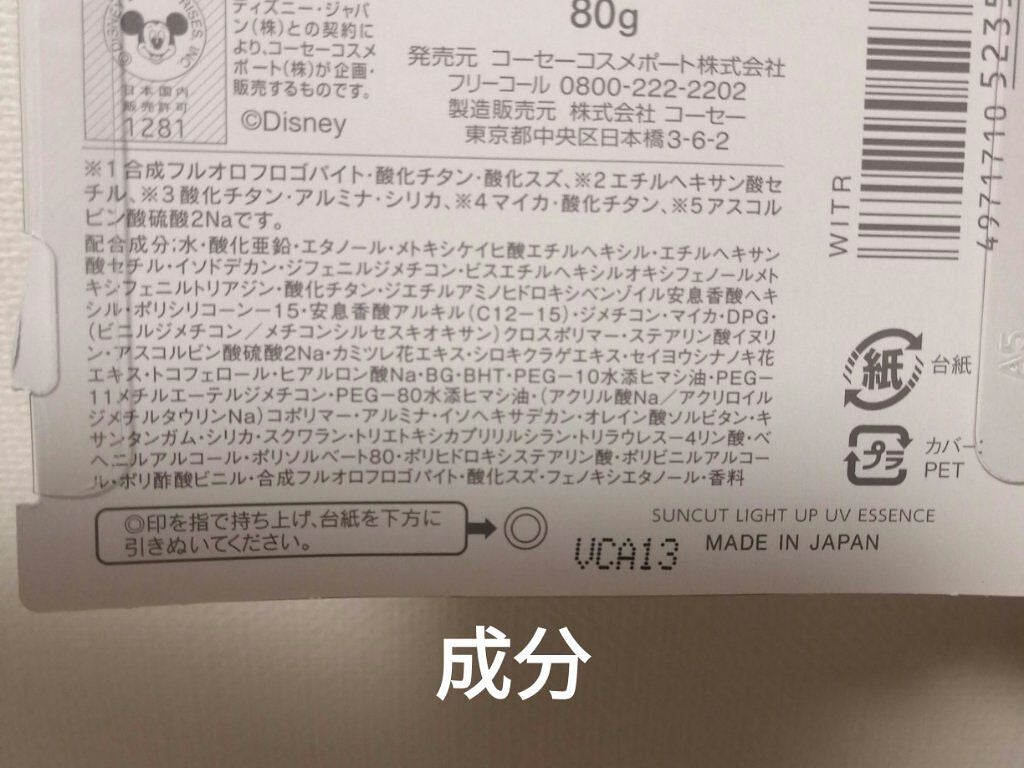 ディズニー・ジャパ
ン(株)との契約に
より、コーセーコスメ
ポート(株)が企画・
販売するものです。
©Disney
日本国内
販売許可
1281
80g
発売元 コーセーコスメポート株式会社
フリーコール 0800-222-2202
製造販売元 株式会社 コーセー
東京都中央区日本橋3-6-2
WITR
※1合成フルオロフロゴパイト・酸化チタン・酸化スズ、※2エチルヘキサン酸セ
チル、※3酸化チタン・アルミナ・シリカ、※4マイカ・酸化チタン、※5アスコル
ビン酸硫酸2Naです。
配合成分;水・酸化亜鉛・エタノール・メトキシケイヒ酸エチルヘキシル・エチルヘキサン
酸セチル・イソドデカン・ジフェニルジメチコン・ビスエチルヘキシルオキシフェノールメト
キシフェニルトリアジン・酸化チタン・ジエチルアミノヒドロキシベンゾイル安息香酸ヘキ
シル・ポリシリコーン-15・安息香酸アルキル(C12-15)・ジメチコン・マイカ・DPG・
(ビニルジメチコン/メチコンシルセスキオキサン)クロスポリマー・ステアリン酸イヌリ
ン・アスコルビン酸硫酸2Na・カミツレ花エキス・シロキクラゲエキス・セイヨウシナノキ花
エキス・トコフェロール・ヒアルロン酸Na・BG・BHT・PEG-10水添ヒマシ油・PEG-
11メチルエーテルジメチコン・PEG-80水添ヒマシ油・(アクリル酸Na/アクリロイル
ジメチルタウリンNa)コポリマー・アルミナ・イソヘキサデカン・オレイン酸ソルビタン・キ
サンタンガム・シリカ・スクワラン・トリエトキシカプリリルシラン・トリラウレス-4リン酸・ベ
ヘニルアルコール・ポリソルベート80・ポリヒドロキシステアリン酸・ポリビニルアルコー
ル・ポリ酢酸ビニル・合成フルオロフロゴパイト・酸化スズ・フェノキシエタノール・香料
紙
台紙
プラ
カバー:
PET
◎印を指で持ち上げ、台紙を下方に
引きぬいてください。
SUNCUT LIGHT UP UV ESSENCE
MADE IN JAPAN
VCA13
成分